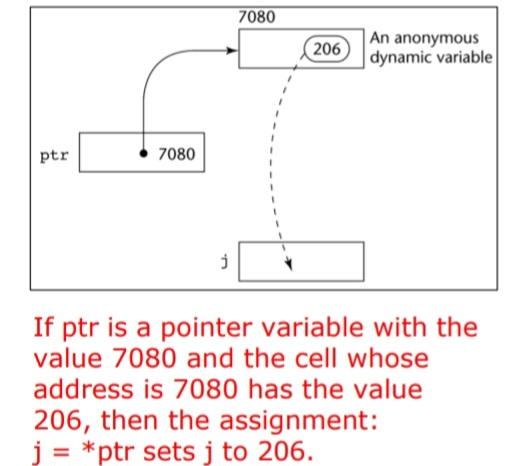 7080
206
An anonymous
dynamic variable
ptr
7080
j
If ptr is a pointer variable with the
value 7080 and the cell whose
address is 7080 has the value
206, then the assignment:
j = *ptr sets j to 206.